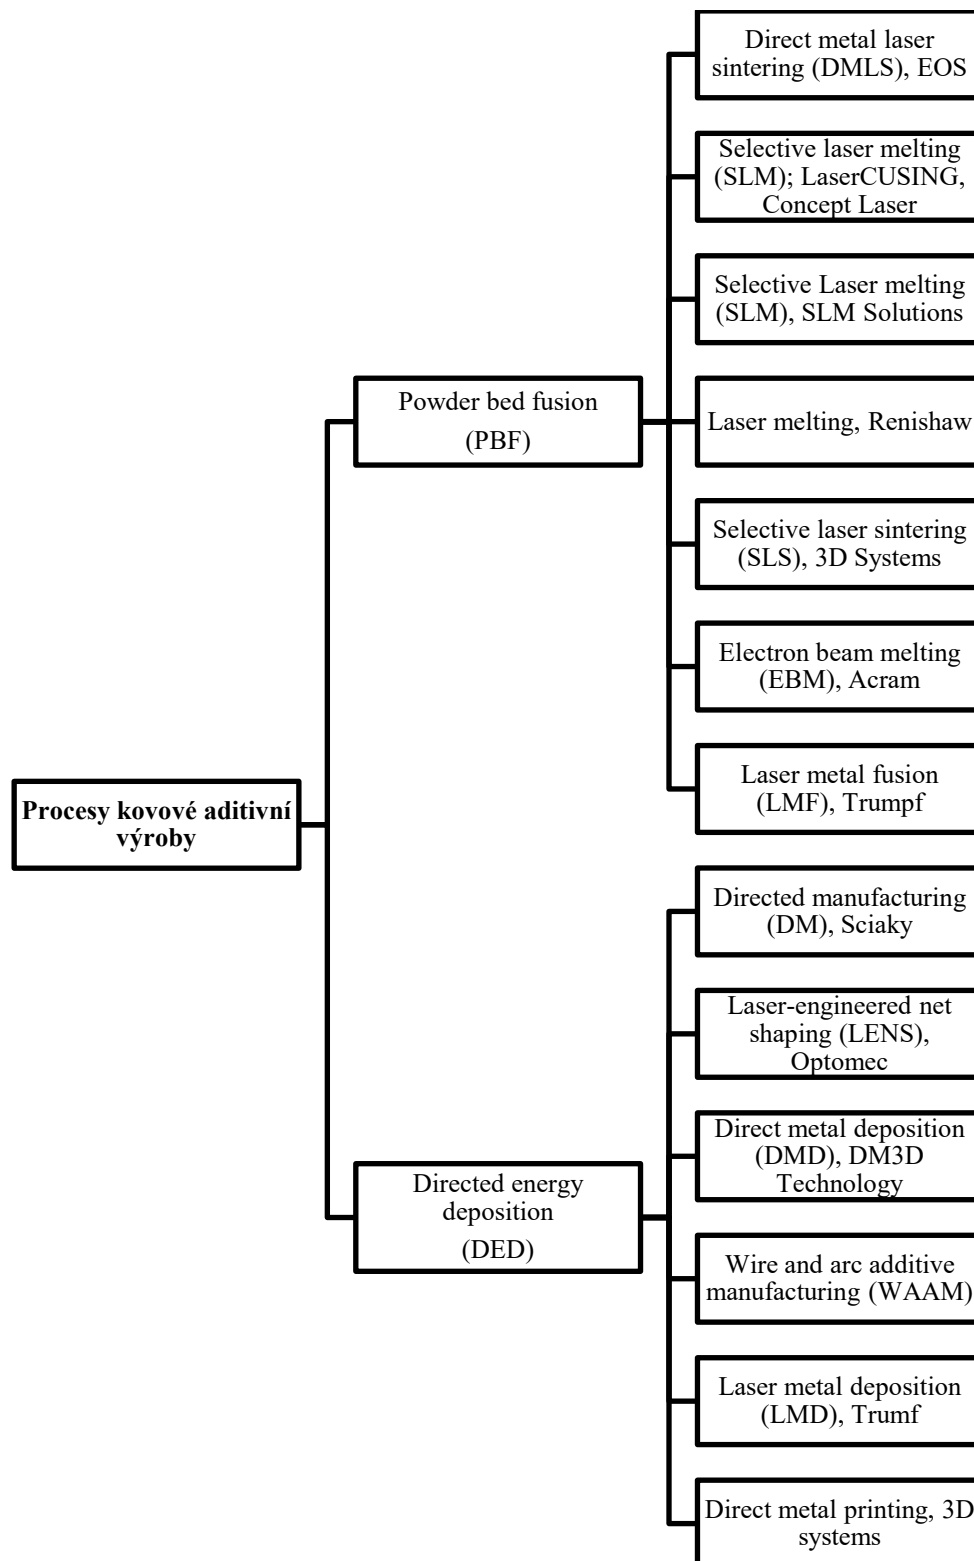 Direct metal laser
sintering (DMLS), EOS
Selective laser melting
(SLM); LaserCUSING,
Concept Laser
Selective Laser melting
(SLM), SLM Solutions
Powder bed fusion
(PBF)
Laser melting, Renishaw
Selective laser sintering
(SLS), 3D Systems
Electron beam melting
(EBM), Acram
Laser metal fusion
(LMF), Trumpf
Procesy kovové aditivní
výroby
Directed manufacturing
(DM), Sciaky
Laser-engineered net
shaping (LENS),
Optomec
Direct metal deposition
(DMD), DM3D
Technology
Directed energy
deposition
(DED)
Wire and arc additive
manufacturing (WAAM)
Laser metal deposition
(LMD), Trumf
Direct metal printing, 3D
systems